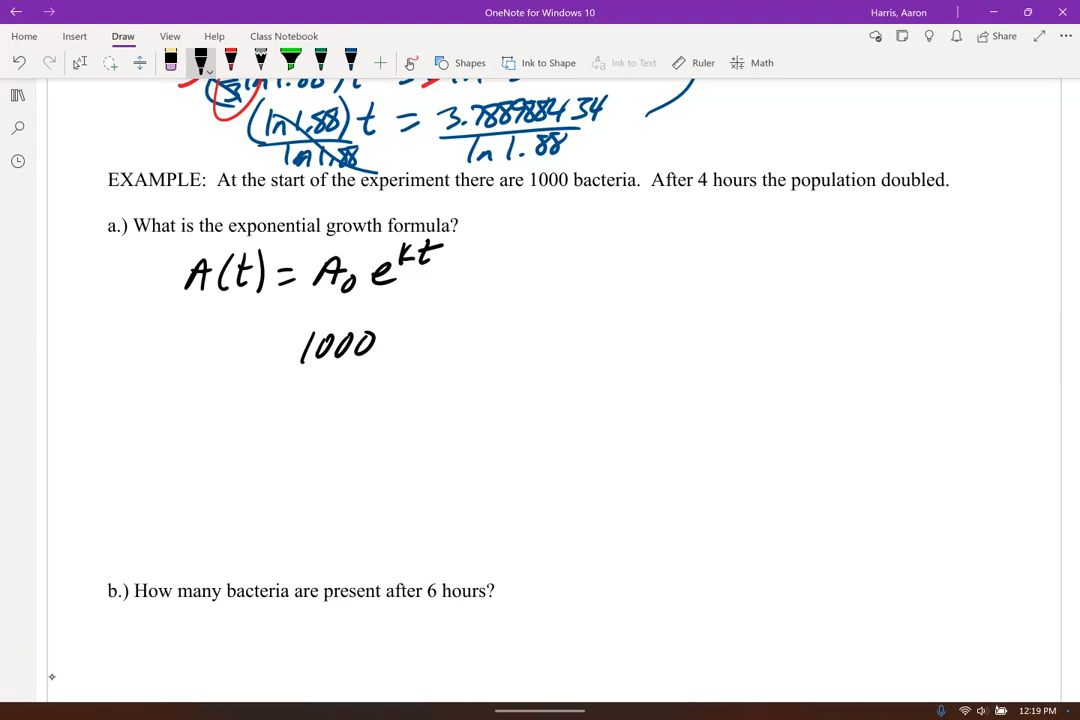 OneNote for Windows 10
Harris, Aaron
Home Insert Draw View Help Class Notebook
Share
Shapes Ink to Shape Ink to Text Ruler Math
(ln 1.88) t = 3.788988434
ln 1.88 ln 1.88
EXAMPLE: At the start of the experiment there are 1000 bacteria. After 4 hours the population doubled.
a.) What is the exponential growth formula?
A(t) = A₀ e^kt
1000
b.) How many bacteria are present after 6 hours?
12:19 PM